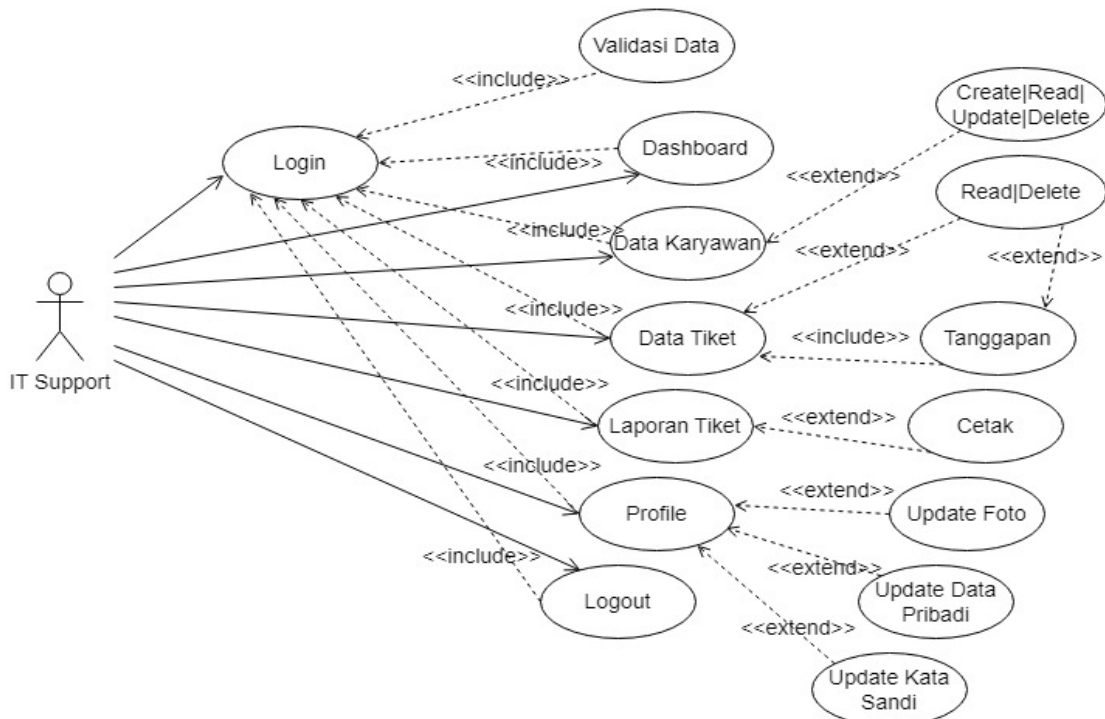 Validasi Data
<<include>>
Create|Read|
Update|Delete
Login
<<include>>
Dashboard
<<extend>>
Read|Delete
<<include>>
Data Karyawan
<<extend>>
<<extend>>
IT Support
<<include>>
Data Tiket
<<include>>
Tanggapan
<<include>>
Laporan Tiket
<<extend>>
Cetak
<<include>>
Profile
<<extend>>
Update Foto
<<include>>
Logout
<<extend>>
Update Data
Pribadi
<<extend>>
Update Kata
Sandi